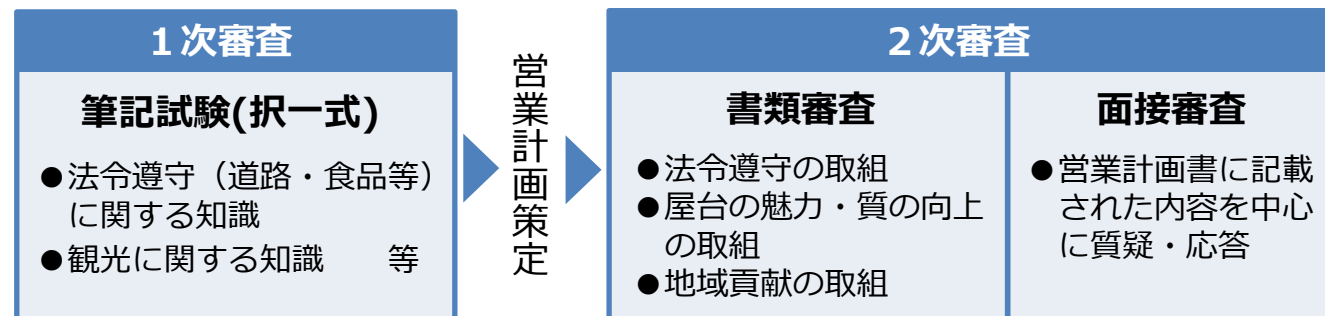 1次審査
筆記試験(択一式)
●法令遵守（道路・食品等）
に関する知識
●観光に関する知識　　等
営業計画策定
2次審査
書類審査
●法令遵守の取組
●屋台の魅力・質の向上
の取組
●地域貢献の取組
面接審査
●営業計画書に記載
された内容を中心
に質疑・応答